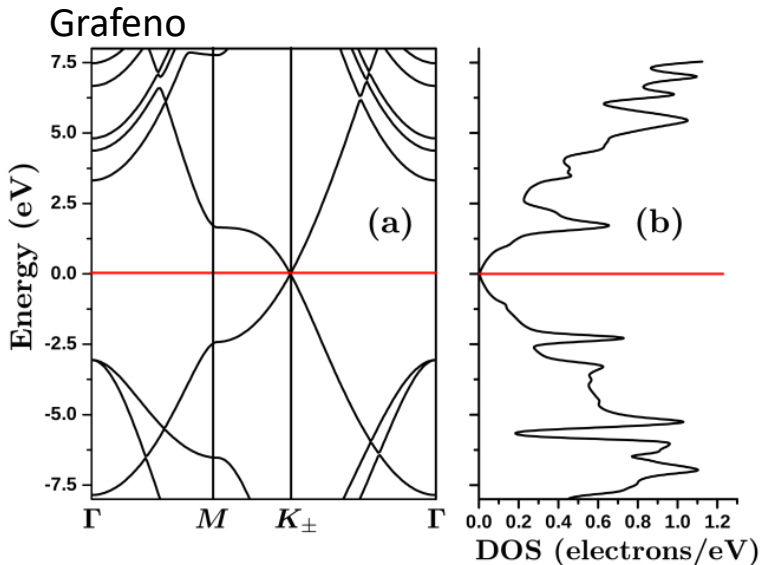 Grafeno
Energy (eV)
7.5
5.0
2.5
0.0
-2.5
-5.0
-7.5
(a)
Γ M K± Γ
(b)
0.0 0.2 0.4 0.6 0.8 1.0 1.2
DOS (electrons/eV)